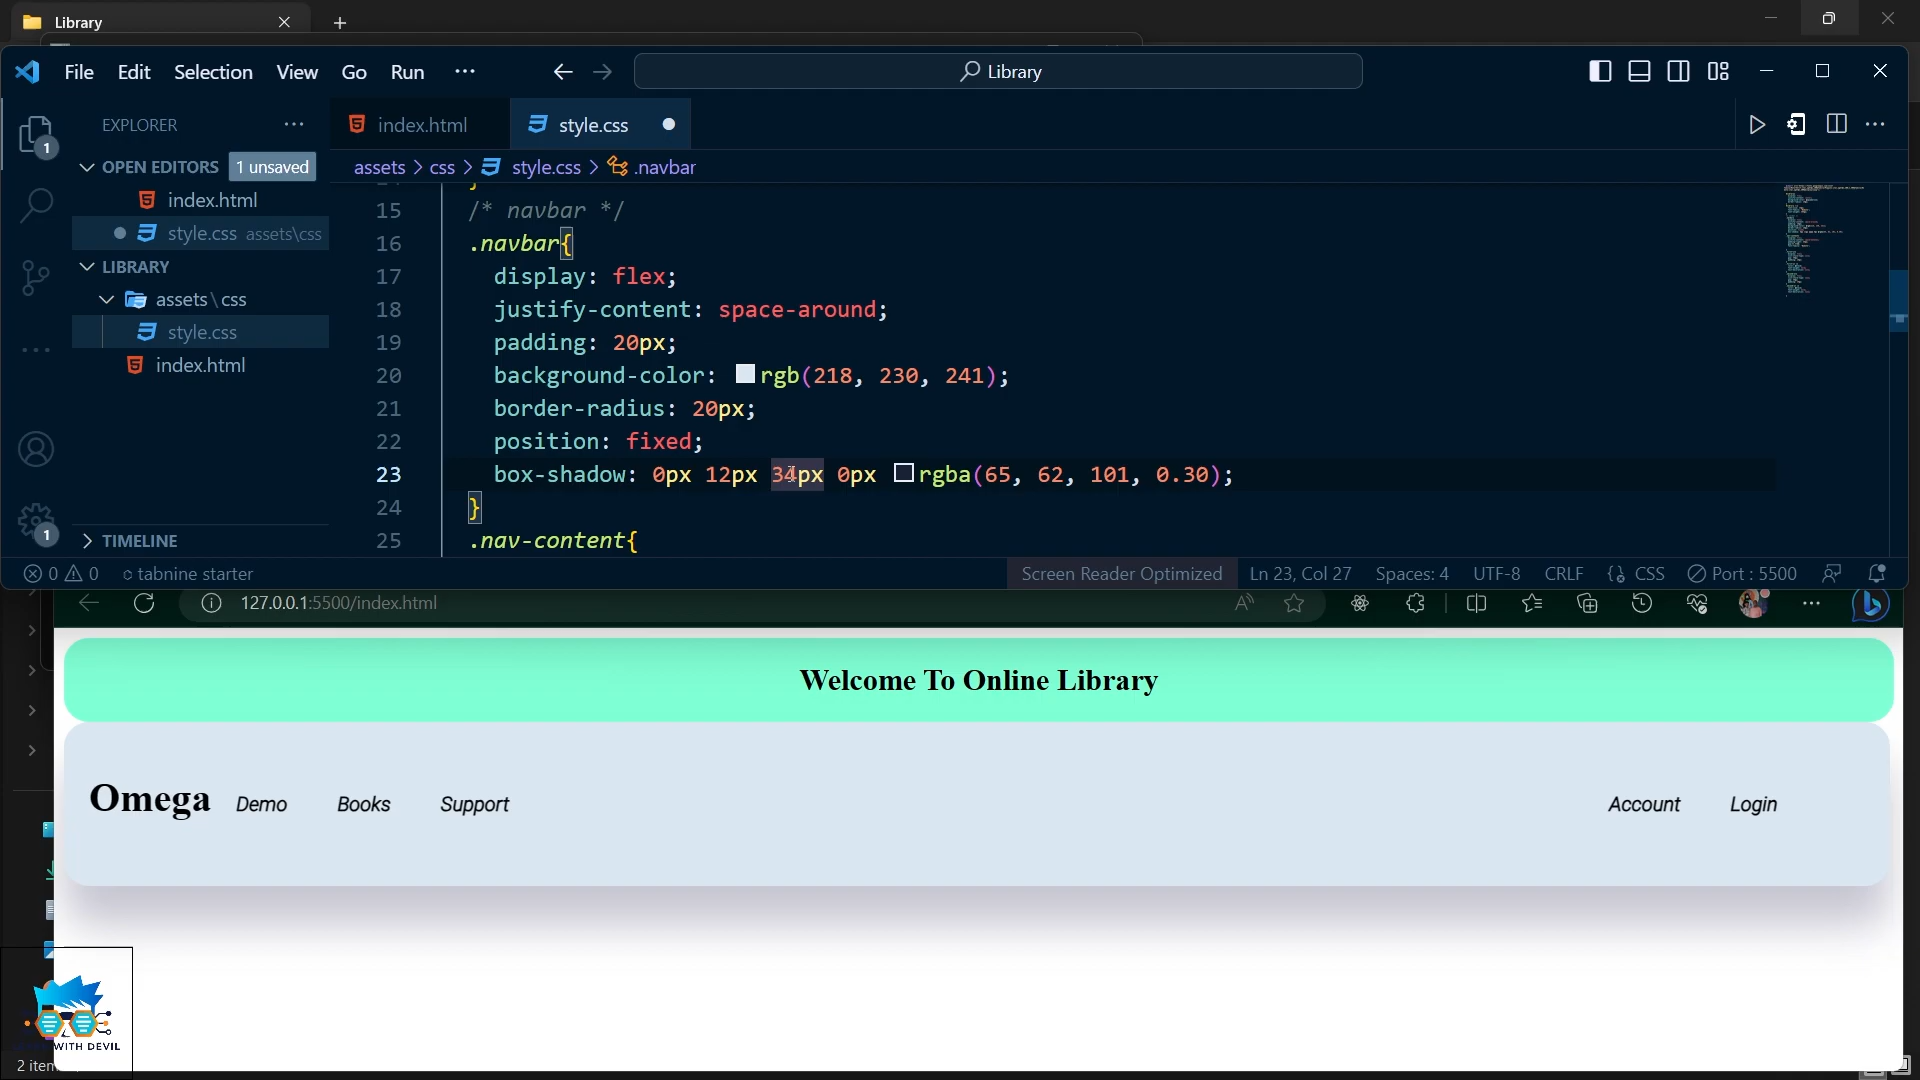 Library
File Edit Selection View Go Run ···
Library
EXPLORER
index.html
style.css
OPEN EDITORS 1 unsaved
assets > css > style.css > .navbar
index.html
style.css assets\css
LIBRARY
assets\css
style.css
index.html
TIMELINE
15 /* navbar */
16 .navbar{
17 display: flex;
18 justify-content: space-around;
19 padding: 20px;
20 background-color: rgb(218, 230, 241);
21 border-radius: 20px;
22 position: fixed;
23 box-shadow: 0px 12px 34px 0px rgba(65, 62, 101, 0.30);
24 }
25 .nav-content{
1
1
0 0 tabnine starter
Screen Reader Optimized Ln 23, Col 27 Spaces: 4 UTF-8 CRLF {} CSS Port : 5500
127.0.0.1:5500/index.html
Welcome To Online Library
Omega Demo Books Support Account Login
WITH DEVIL
2 item